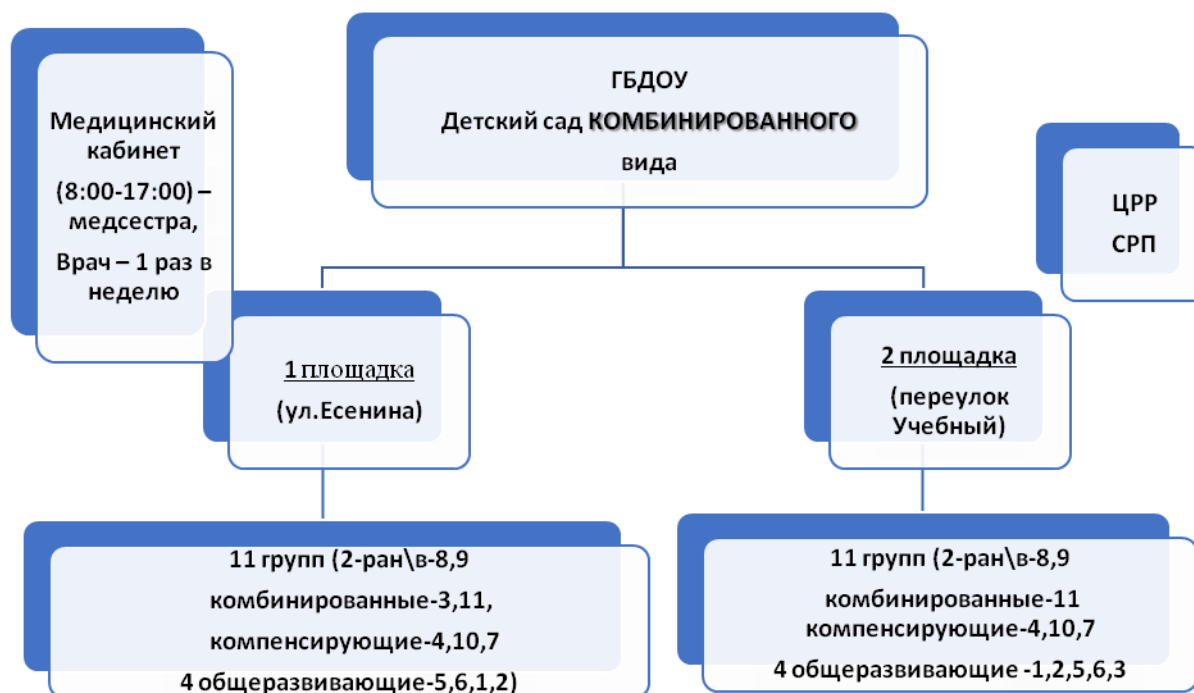 ГБДОУ
Детский сад КОМБИНИРОВАННОГО
вида
Медицинский
кабинет
(8:00-17:00) –
медсестра,
Врач – 1 раз в
неделю
ЦРР
СРП
1 площадка
(ул.Есенина)
2 площадка
(переулок
Учебный)
11 групп (2-ран\в-8,9
комбинированные-3,11,
компенсирующие-4,10,7
4 общеразвивающие-5,6,1,2)
11 групп (2-ран\в-8,9
комбинированные-11
компенсирующие-4,10,7
4 общеразвивающие -1,2,5,6,3